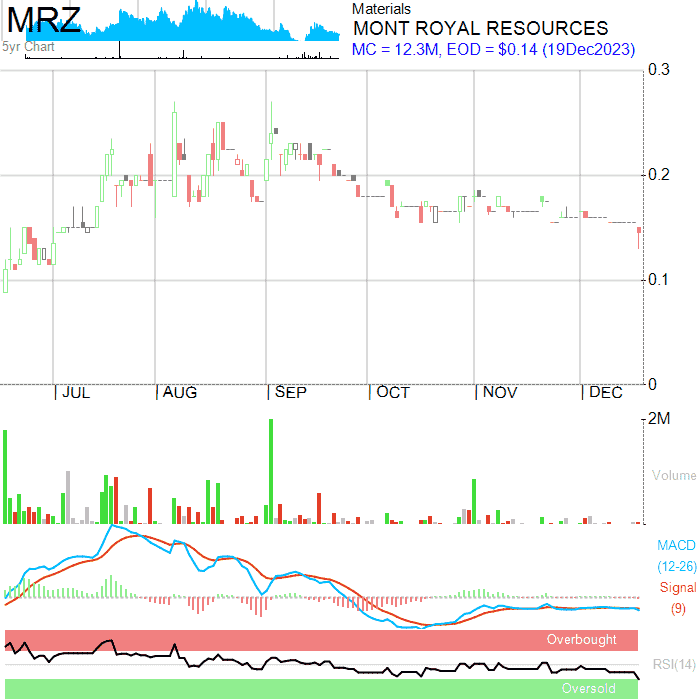 MRZ
5yr Chart
Materials
MONT ROYAL RESOURCES
MC = 12.3M, EOD = $0.14 (19Dec2023)
0.3
0.2
0.1
0
JUL AUG SEP OCT NOV DEC
2M
Volume
MACD
(12-26)
Signal
(9)
Overbought
RSI(14)
Oversold